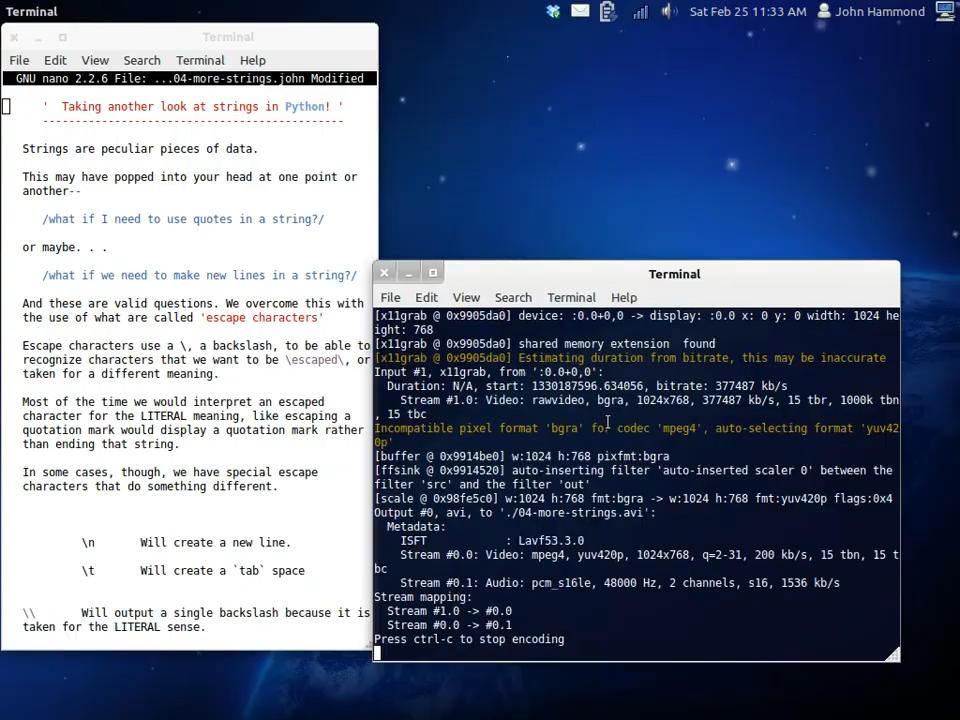 Terminal
Sat Feb 25 11:33 AM
John Hammond
Terminal
File Edit View Search Terminal Help
GNU nano 2.2.6 File: ...04-more-strings.john Modified
' Taking another look at strings in Python! '
----------------------------------------------
Strings are peculiar pieces of data.
This may have popped into your head at one point or
another--
/what if I need to use quotes in a string?/
or maybe. . .
/what if we need to make new lines in a string?/
And these are valid questions. We overcome this with
the use of what are called 'escape characters'
Escape characters use a \, a backslash, to be able to
recognize characters that we want to be \escaped\, or
taken for a different meaning.
Most of the time we would interpret an escaped
character for the LITERAL meaning, like escaping a
quotation mark would display a quotation mark rather
than ending that string.
In some cases, though, we have special escape
characters that do something different.
\n Will create a new line.
\t Will create a `tab` space
\\ Will output a single backslash because it is
taken for the LITERAL sense.
Terminal
File Edit View Search Terminal Help
[x11grab @ 0x9905da0] device: :0.0+0,0 -> display: :0.0 x: 0 y: 0 width: 1024 he
ight: 768
[x11grab @ 0x9905da0] shared memory extension found
[x11grab @ 0x9905da0] Estimating duration from bitrate, this may be inaccurate
Input #1, x11grab, from ':0.0+0,0':
Duration: N/A, start: 1330187596.634056, bitrate: 377487 kb/s
Stream #1.0: Video: rawvideo, bgra, 1024x768, 377487 kb/s, 15 tbr, 1000k tbn
, 15 tbc
Incompatible pixel format 'bgra' for codec 'mpeg4', auto-selecting format 'yuv42
0p'
[buffer @ 0x9914be0] w:1024 h:768 pixfmt:bgra
[ffsink @ 0x9914520] auto-inserting filter 'auto-inserted scaler 0' between the
filter 'src' and the filter 'out'
[scale @ 0x98fe5c0] w:1024 h:768 fmt:bgra -> w:1024 h:768 fmt:yuv420p flags:0x4
Output #0, avi, to './04-more-strings.avi':
Metadata:
ISFT : Lavf53.3.0
Stream #0.0: Video: mpeg4, yuv420p, 1024x768, q=2-31, 200 kb/s, 15 tbn, 15 t
bc
Stream #0.1: Audio: pcm_s16le, 48000 Hz, 2 channels, s16, 1536 kb/s
Stream mapping:
Stream #1.0 -> #0.0
Stream #0.0 -> #0.1
Press ctrl-c to stop encoding